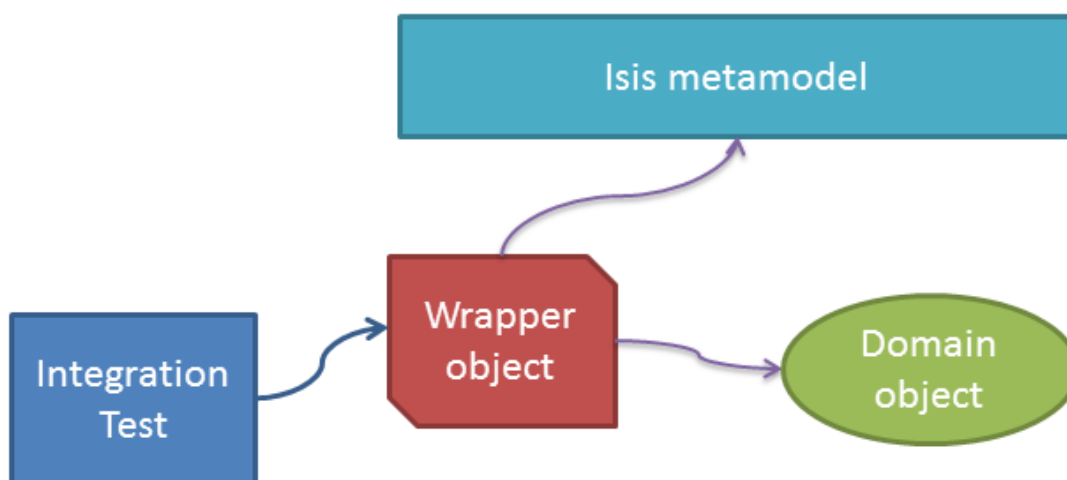 Isis metamodel
Wrapper
object
Integration
Test
Domain
object